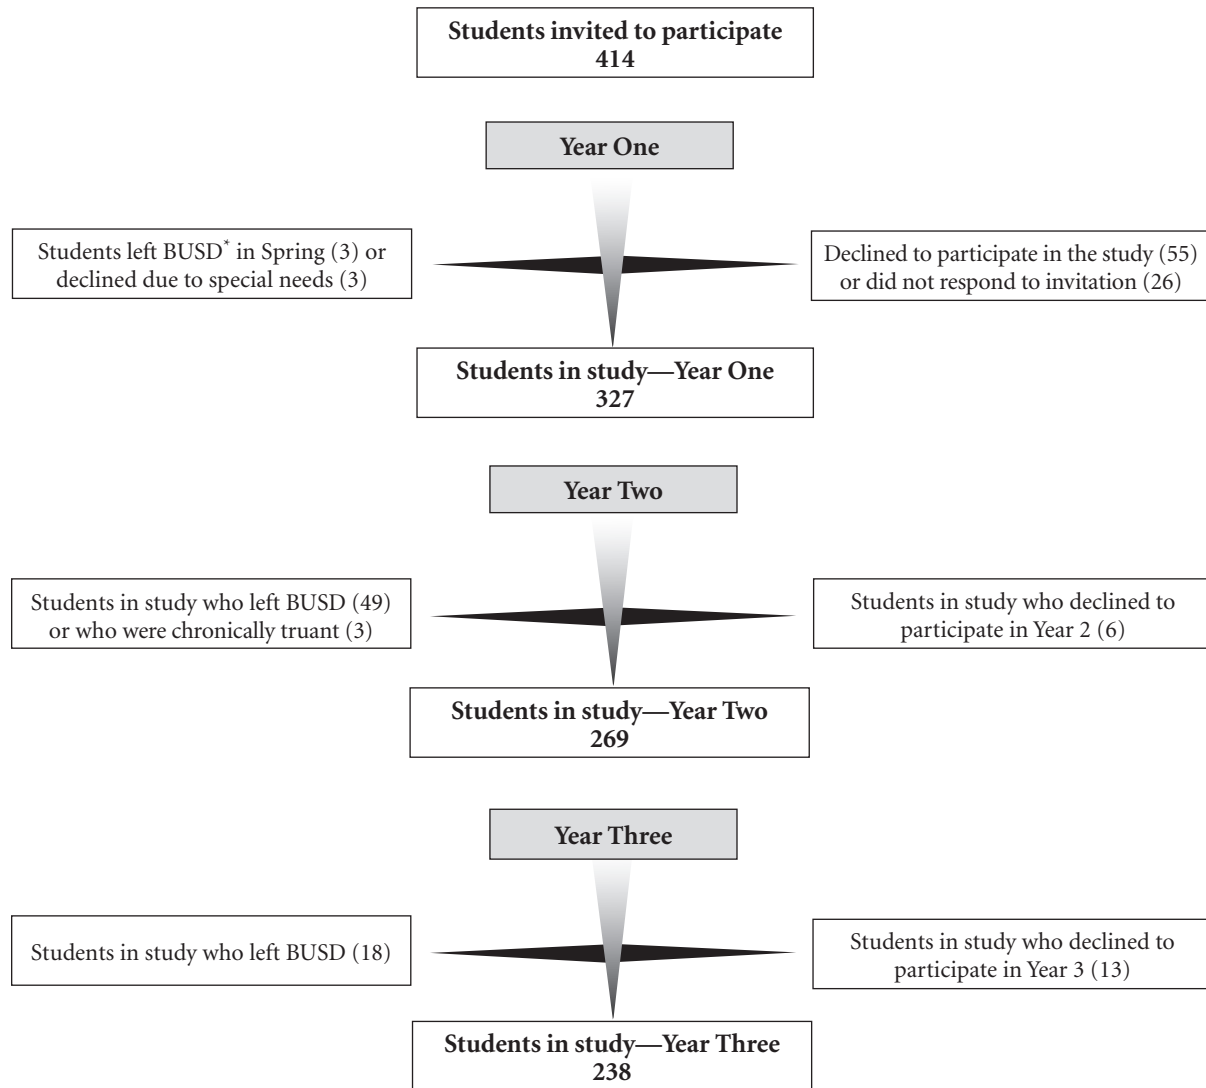 Students invited to participate
414
Year One
Students left BUSD* in Spring (3) or
declined due to special needs (3)
Declined to participate in the study (55)
or did not respond to invitation (26)
Students in study—Year One
327
Year Two
Students in study who left BUSD (49)
or who were chronically truant (3)
Students in study who declined to
participate in Year 2 (6)
Students in study—Year Two
269
Year Three
Students in study who left BUSD (18)
Students in study who declined to
participate in Year 3 (13)
Students in study—Year Three
238